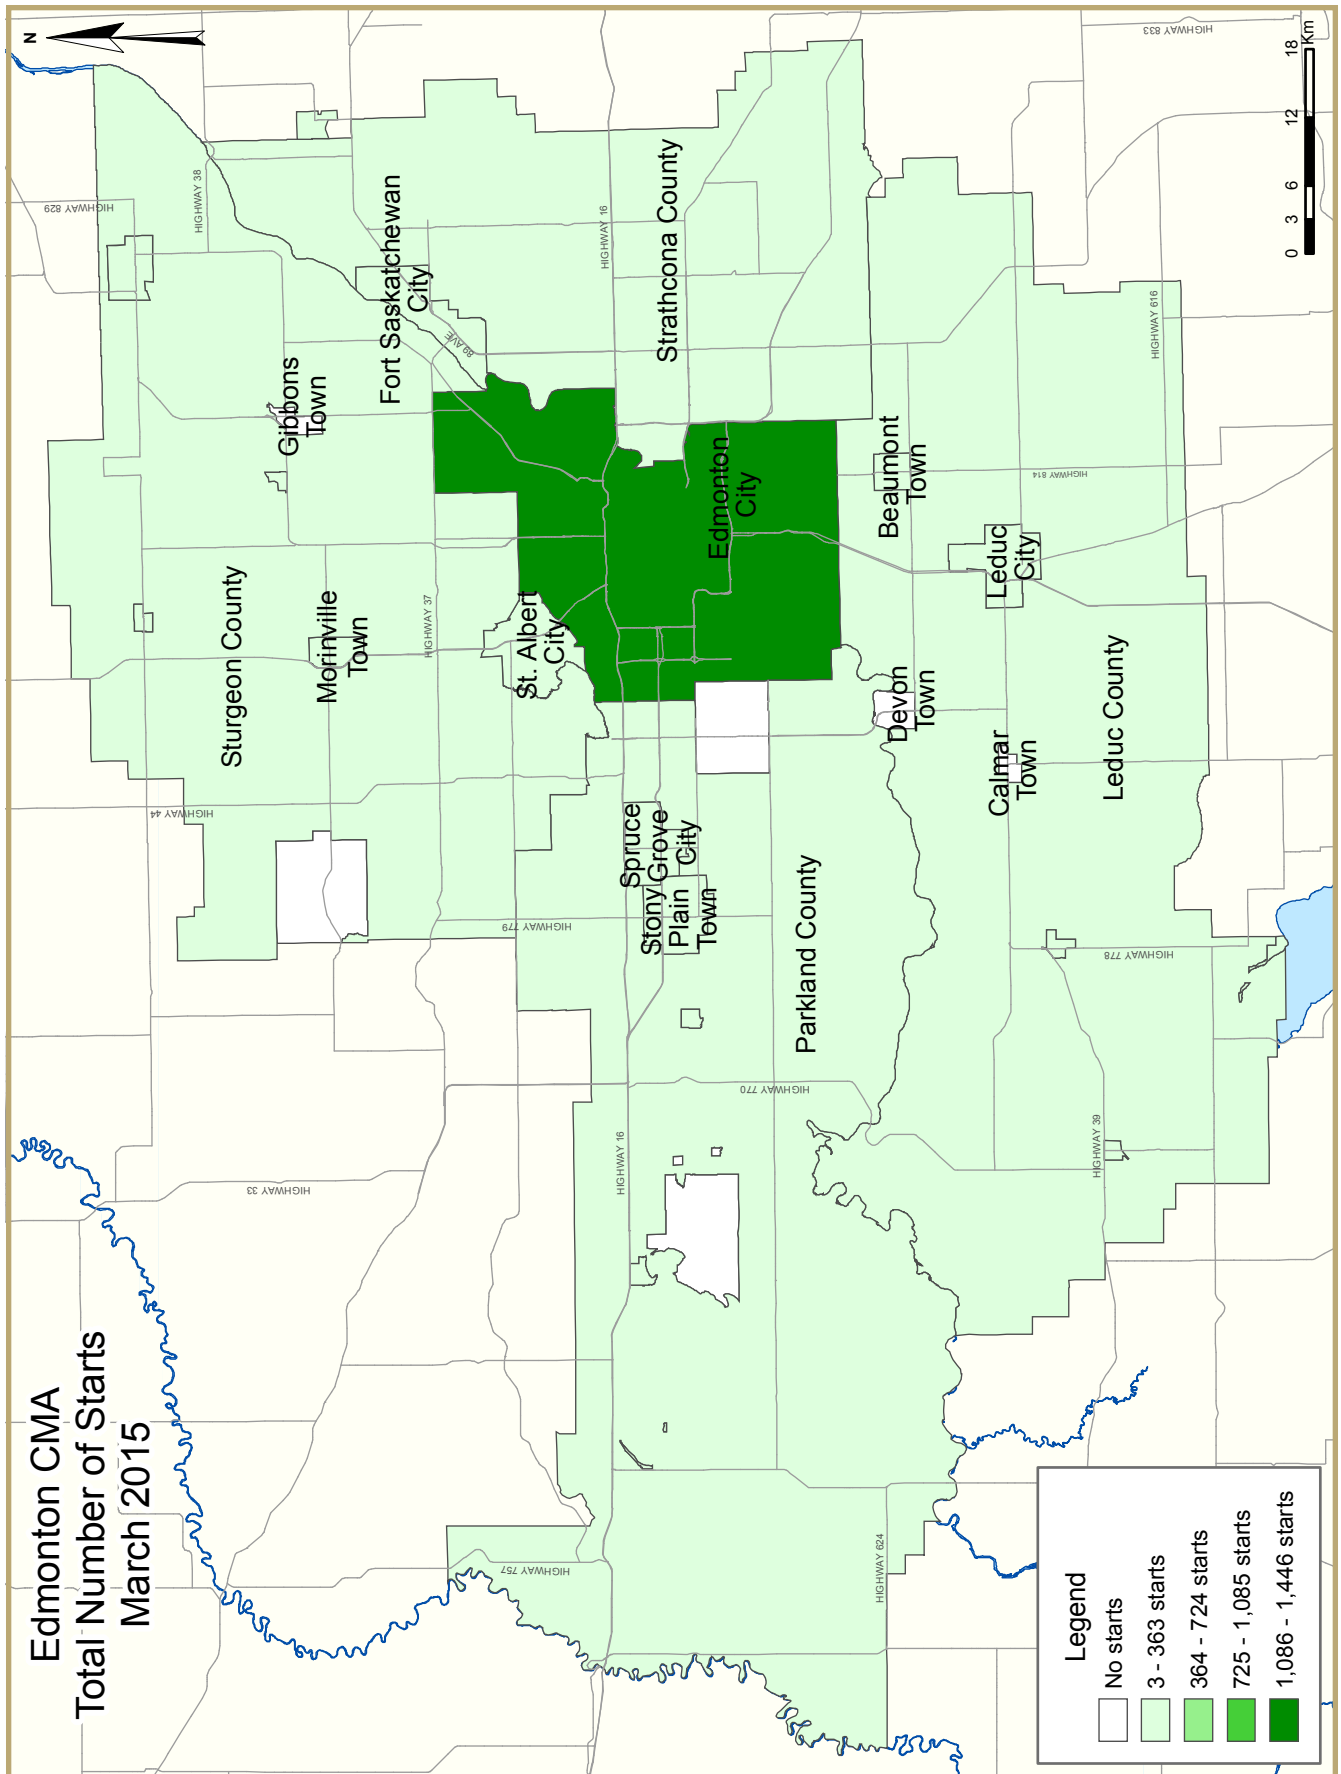 Edmonton CMA
Total Number of Starts
March 2015
N
HIGHWAY 829
HIGHWAY 38
HIGHWAY 833
HIGHWAY 44
Sturgeon County
Gibbons
Town
Morinville
Town
Fort Saskatchewan
City
89 AVE
HIGHWAY 37
St. Albert
City
HIGHWAY 779
HIGHWAY 33
HIGHWAY 757
HIGHWAY 16
HIGHWAY 16
Strathcona County
Edmonton
City
Spruce
Grove
City
Stony
Plain
Town
Parkland County
HIGHWAY 770
HIGHWAY 624
Beaumont
Town
Devon
Town
Leduc
City
Calmar
Town
Leduc County
HIGHWAY 814
HIGHWAY 616
HIGHWAY 778
HIGHWAY 39
Legend
No starts
3 - 363 starts
364 - 724 starts
725 - 1,085 starts
1,086 - 1,446 starts
0 3 6 12 18
Km